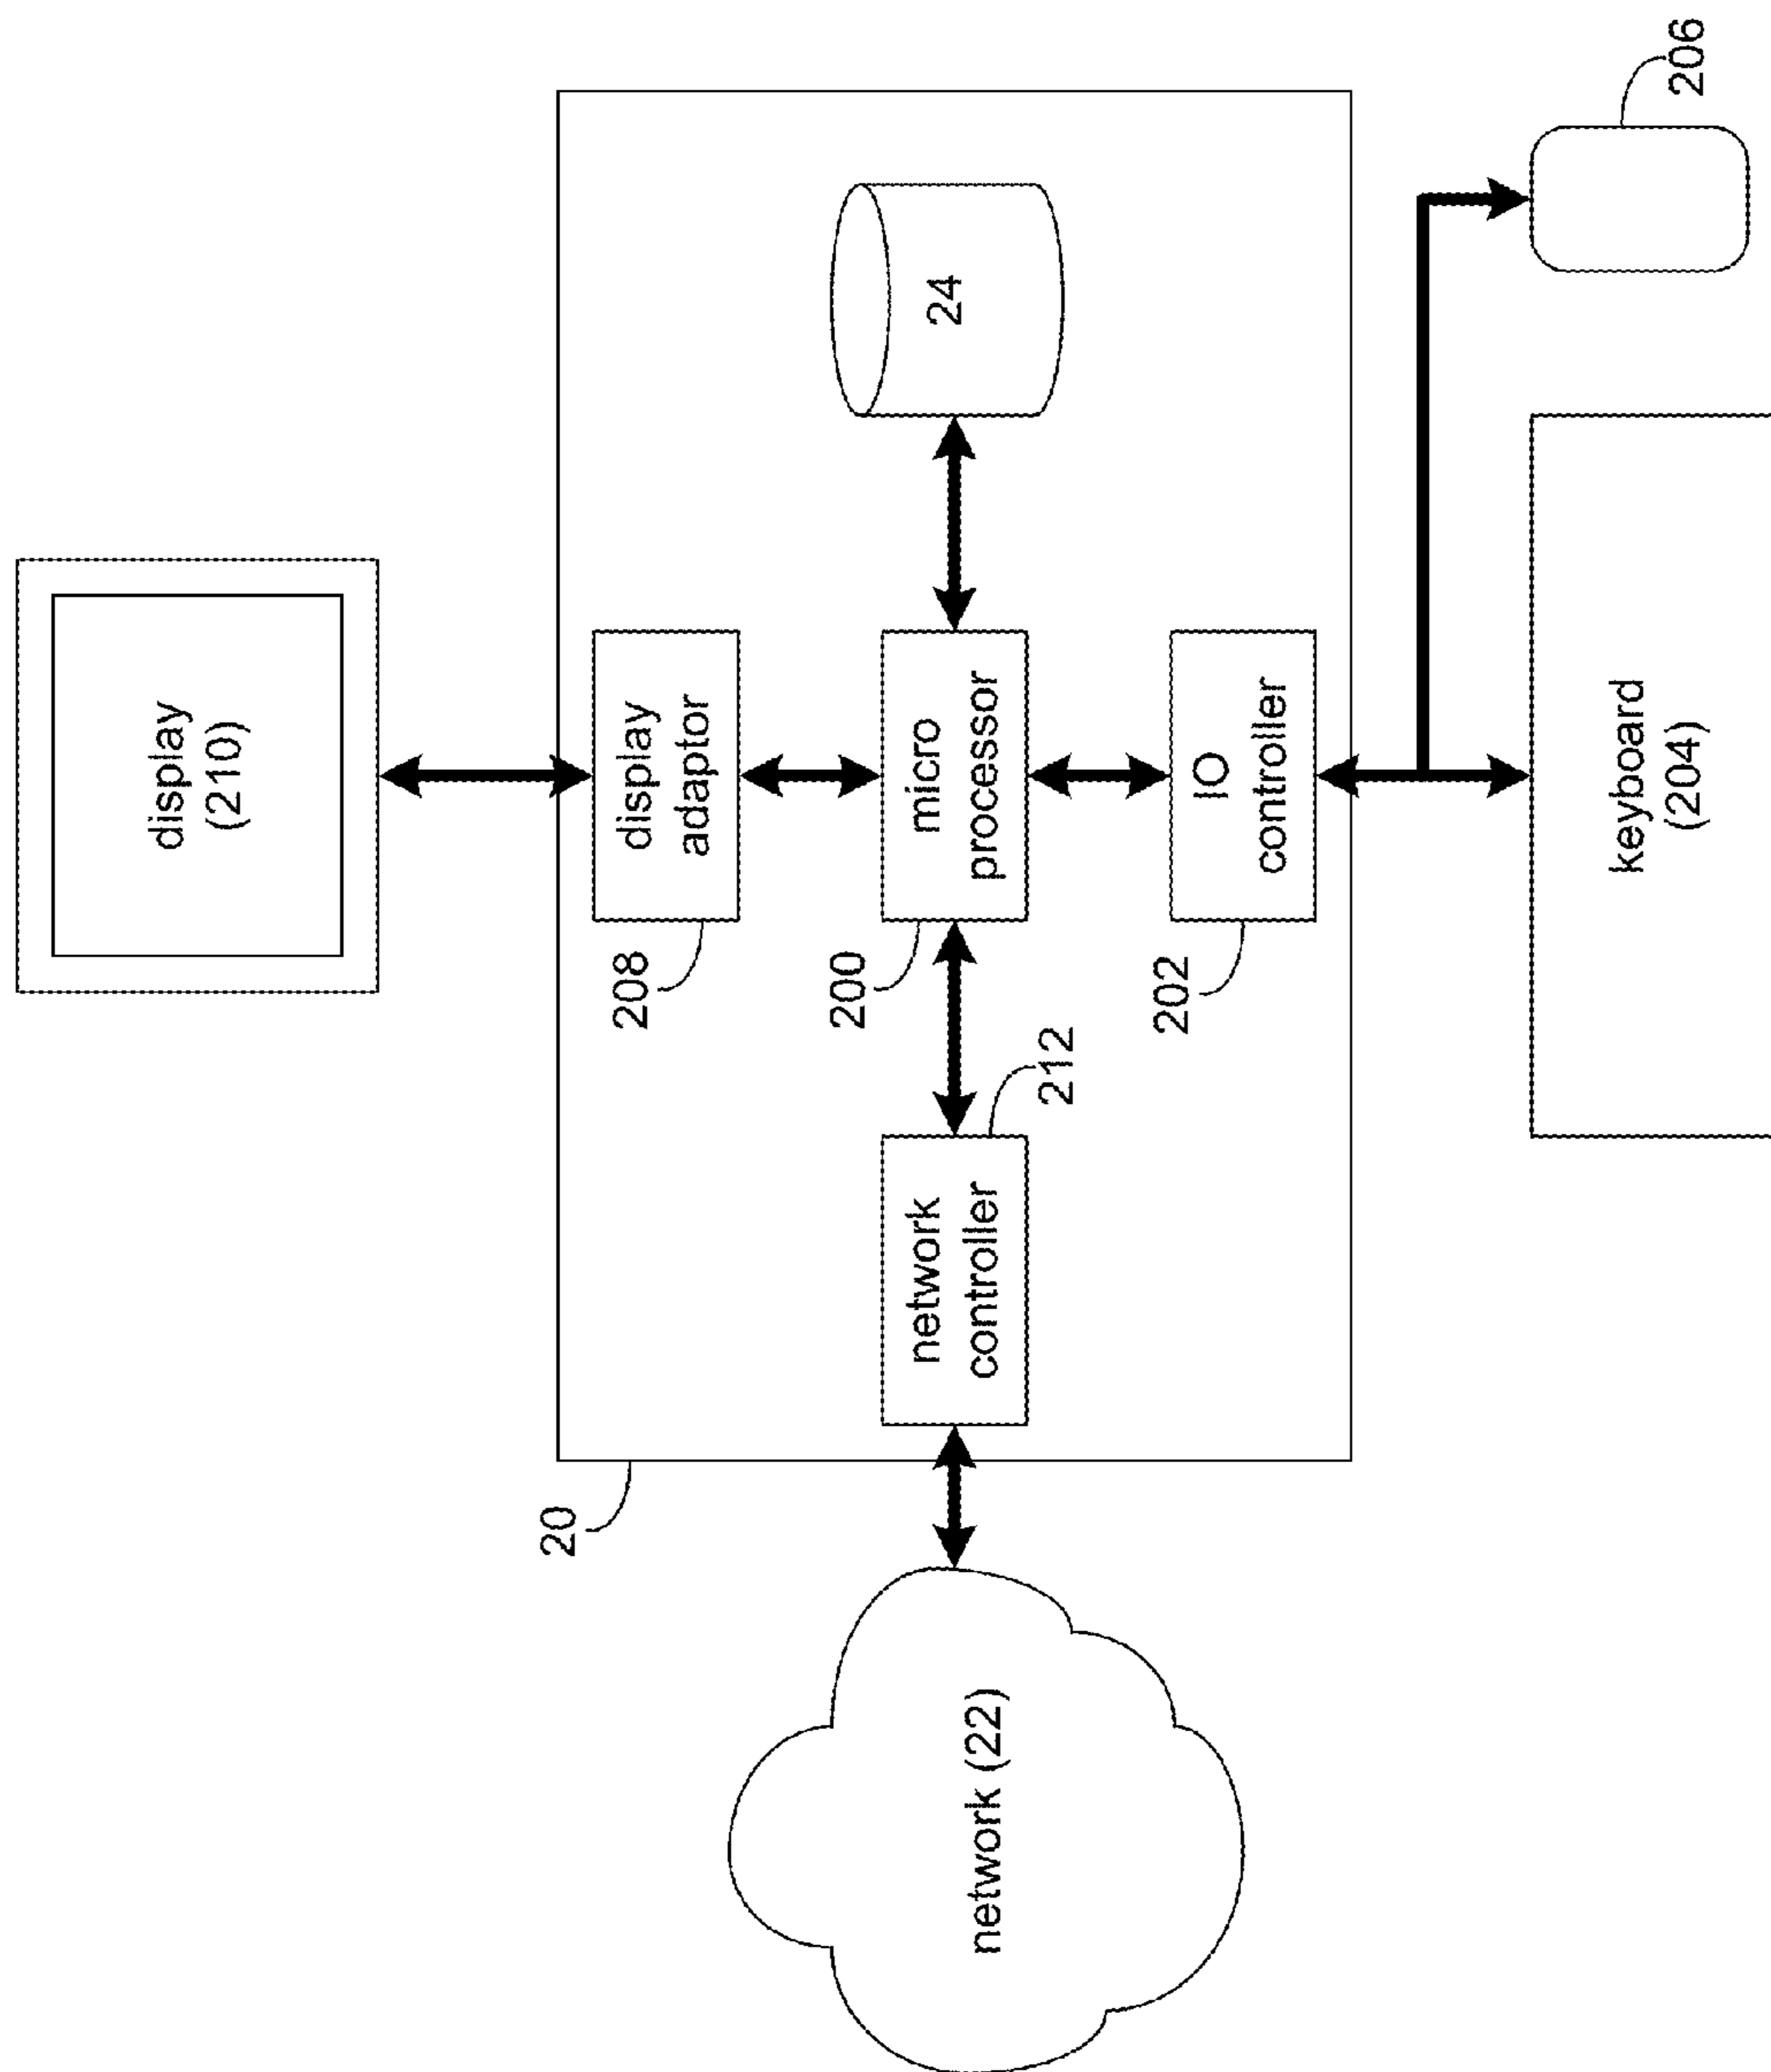 display
(210)
20
208
display
adaptor
200
network (22)
network
controller
212
micro
processor
24
202
IO
controller
keyboard
(204)
206